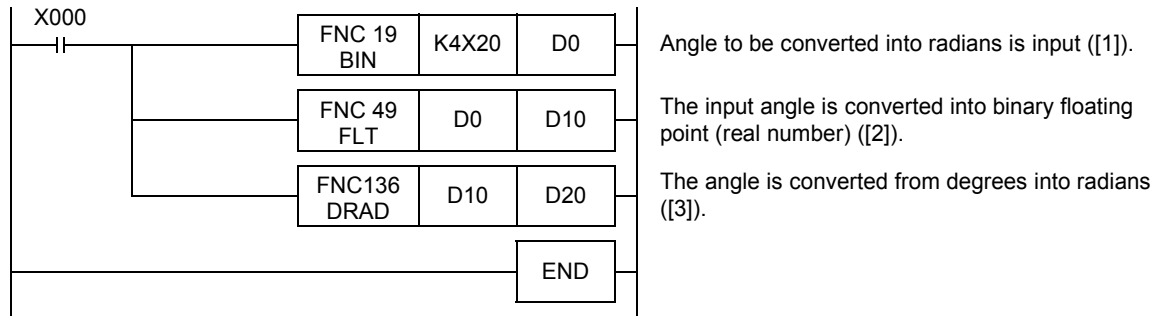 X000
FNC 19
BIN
K4X20
D0
Angle to be converted into radians is input ([1]).
FNC 49
FLT
D0
D10
The input angle is converted into binary floating
point (real number) ([2]).
FNC136
DRAD
D10
D20
The angle is converted from degrees into radians
([3]).
END